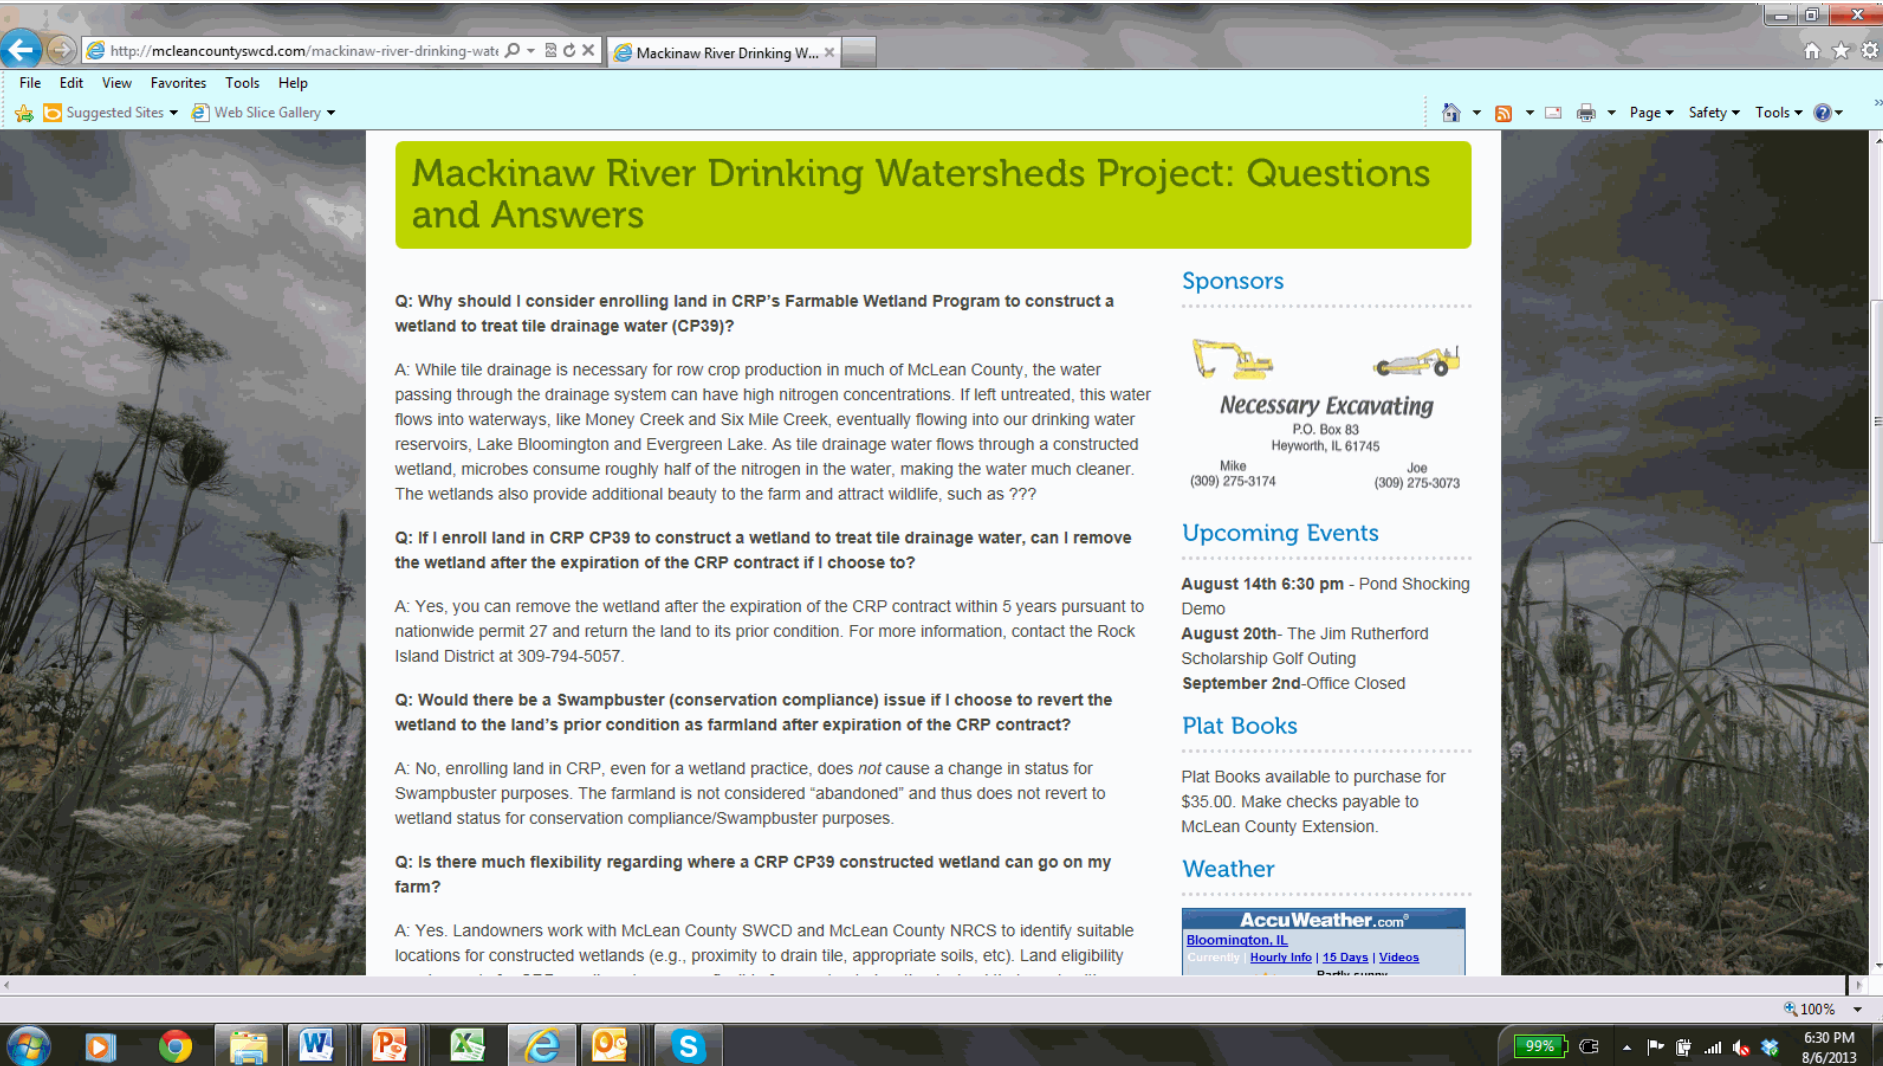 http://mcleancountyswcd.com/mackinaw-river-drinking-wate
Mackinaw River Drinking W...
File Edit View Favorites Tools Help
Suggested Sites Web Slice Gallery
Page Safety Tools
Mackinaw River Drinking Watersheds Project: Questions
and Answers
Q: Why should I consider enrolling land in CRP’s Farmable Wetland Program to construct a
wetland to treat tile drainage water (CP39)?
A: While tile drainage is necessary for row crop production in much of McLean County, the water
passing through the drainage system can have high nitrogen concentrations. If left untreated, this water
flows into waterways, like Money Creek and Six Mile Creek, eventually flowing into our drinking water
reservoirs, Lake Bloomington and Evergreen Lake. As tile drainage water flows through a constructed
wetland, microbes consume roughly half of the nitrogen in the water, making the water much cleaner.
The wetlands also provide additional beauty to the farm and attract wildlife, such as ???
Q: If I enroll land in CRP CP39 to construct a wetland to treat tile drainage water, can I remove
the wetland after the expiration of the CRP contract if I choose to?
A: Yes, you can remove the wetland after the expiration of the CRP contract within 5 years pursuant to
nationwide permit 27 and return the land to its prior condition. For more information, contact the Rock
Island District at 309-794-5057.
Q: Would there be a Swampbuster (conservation compliance) issue if I choose to revert the
wetland to the land’s prior condition as farmland after expiration of the CRP contract?
A: No, enrolling land in CRP, even for a wetland practice, does not cause a change in status for
Swampbuster purposes. The farmland is not considered “abandoned” and thus does not revert to
wetland status for conservation compliance/Swampbuster purposes.
Q: Is there much flexibility regarding where a CRP CP39 constructed wetland can go on my
farm?
A: Yes. Landowners work with McLean County SWCD and McLean County NRCS to identify suitable
locations for constructed wetlands (e.g., proximity to drain tile, appropriate soils, etc). Land eligibility
Sponsors
Necessary Excavating
P.O. Box 83
Heyworth, IL 61745
Mike Joe
(309) 275-3174 (309) 275-3073
Upcoming Events
August 14th 6:30 pm - Pond Shocking
Demo
August 20th- The Jim Rutherford
Scholarship Golf Outing
September 2nd-Office Closed
Plat Books
Plat Books available to purchase for
$35.00. Make checks payable to
McLean County Extension.
Weather
AccuWeather.com®
Bloomington, IL
Currently | Hourly Info | 15 Days | Videos
Partly sunny
100%
99%
6:30 PM
8/6/2013